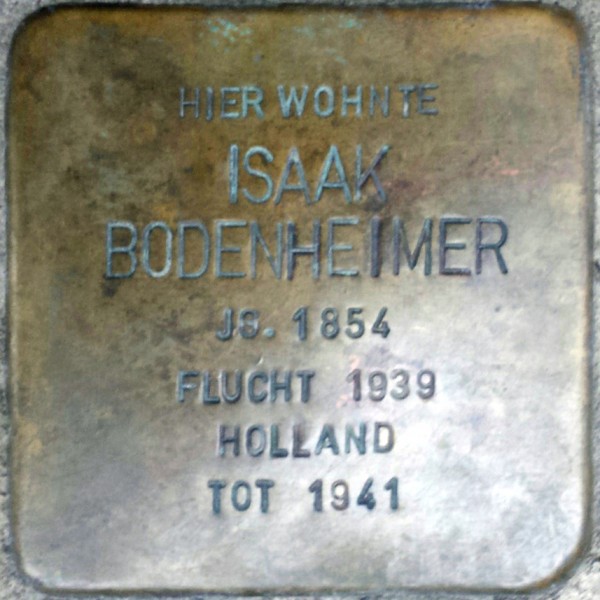 HIER WOHNTE
ISAAK
BODENHEIMER
JG. 1854
FLUCHT 1939
HOLLAND
TOT 1941